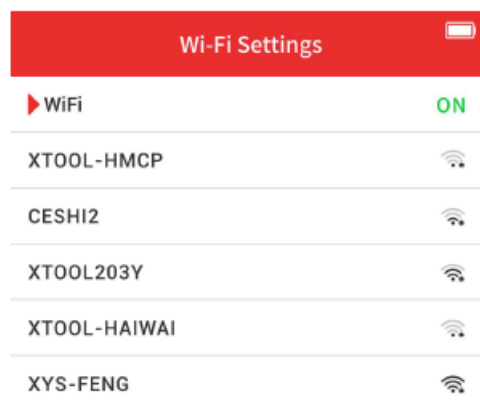 Wi-Fi Settings
WiFi ON
XTOOL-HMCP
CESHI2
XTOOL203Y
XTOOL-HAIWAI
XYS-FENG